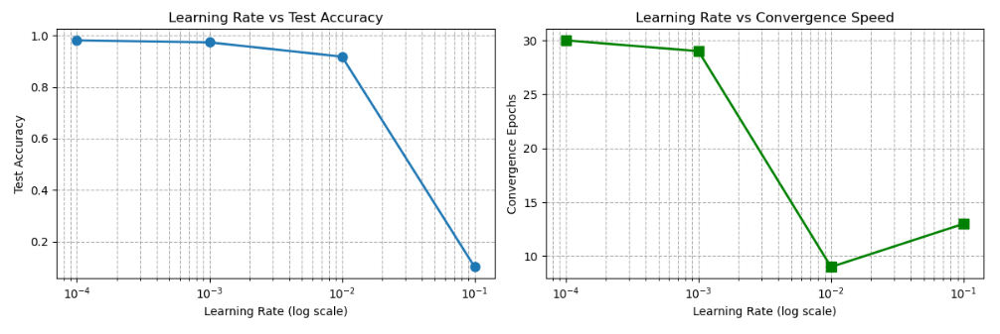 Learning Rate vs Test Accuracy
1.0
0.8
0.6
0.4
0.2
Test Accuracy
10⁻⁴ 10⁻³ 10⁻² 10⁻¹
Learning Rate (log scale)
Learning Rate vs Convergence Speed
30
25
20
15
10
Convergence Epochs
10⁻⁴ 10⁻³ 10⁻² 10⁻¹
Learning Rate (log scale)